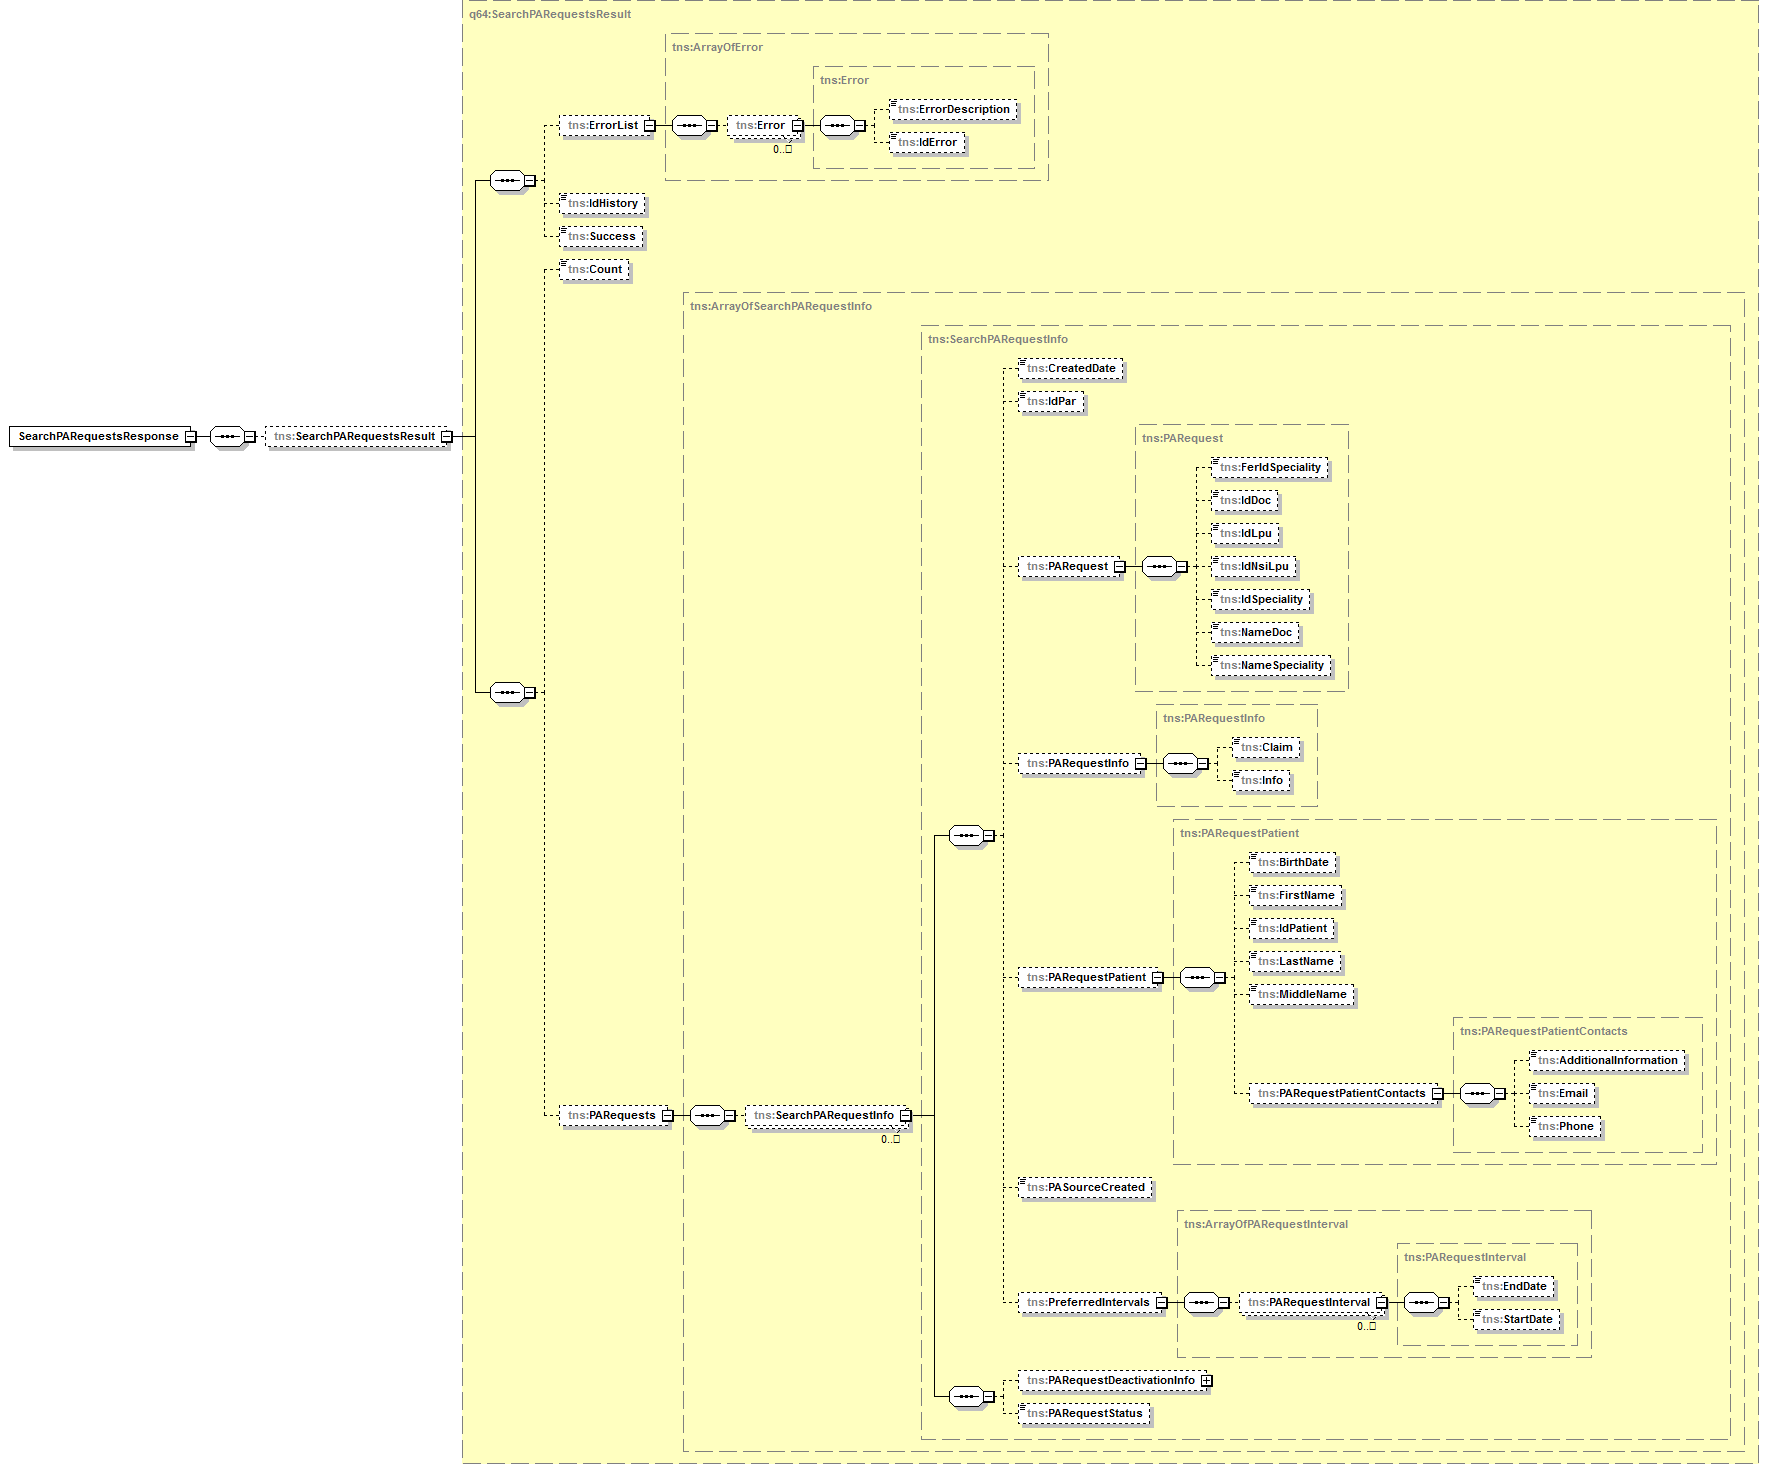 q64:SearchPARequestsResult
tns:ArrayOfError
tns:Error
tns:ErrorDescription
tns:ErrorList
tns:Error
tns:IdError
0..□
tns:IdHistory
tns:Success
tns:Count
tns:ArrayOfSearchPARequestInfo
tns:SearchPARequestInfo
tns:CreatedDate
tns:IdPar
SearchPARequestsResponse
tns:SearchPARequestsResult
tns:PARequest
tns:FerIdSpeciality
tns:IdDoc
tns:IdLpu
tns:PARequest
tns:IdNsiLpu
tns:IdSpeciality
tns:NameDoc
tns:NameSpeciality
tns:PARequestInfo
tns:Claim
tns:PARequestInfo
tns:Info
tns:PARequestPatient
tns:BirthDate
tns:FirstName
tns:IdPatient
tns:LastName
tns:PARequestPatient
tns:MiddleName
tns:PARequestPatientContacts
tns:AdditionalInformation
tns:PARequestPatientContacts
tns:Email
tns:PARequests
tns:SearchPARequestInfo
tns:Phone
0..□
tns:PASourceCreated
tns:ArrayOfPARequestInterval
tns:PARequestInterval
tns:EndDate
tns:PreferredIntervals
tns:PARequestInterval
tns:StartDate
0..□
tns:PARequestDeactivationInfo
tns:PARequestStatus